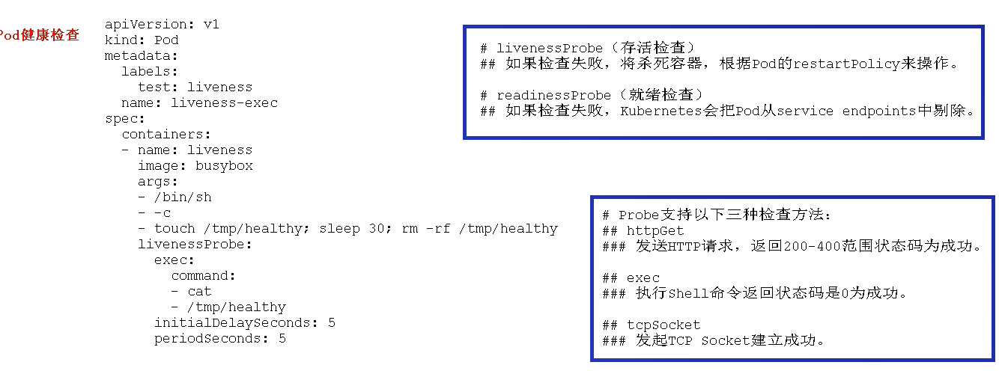 Pod健康检查
apiVersion: v1
kind: Pod
metadata:
  labels:
    test: liveness
  name: liveness-exec
spec:
  containers:
  - name: liveness
    image: busybox
    args:
    - /bin/sh
    - -c
    - touch /tmp/healthy; sleep 30; rm -rf /tmp/healthy
    livenessProbe:
      exec:
        command:
        - cat
        - /tmp/healthy
      initialDelaySeconds: 5
      periodSeconds: 5
# livenessProbe（存活检查）
## 如果检查失败，将杀死容器，根据Pod的restartPolicy来操作。
# readinessProbe（就绪检查）
## 如果检查失败，Kubernetes会把Pod从service endpoints中剔除。
# Probe支持以下三种检查方法：
## httpGet
### 发送HTTP请求，返回200-400范围状态码为成功。
## exec
### 执行Shell命令返回状态码是0为成功。
## tcpSocket
### 发起TCP Socket建立成功。